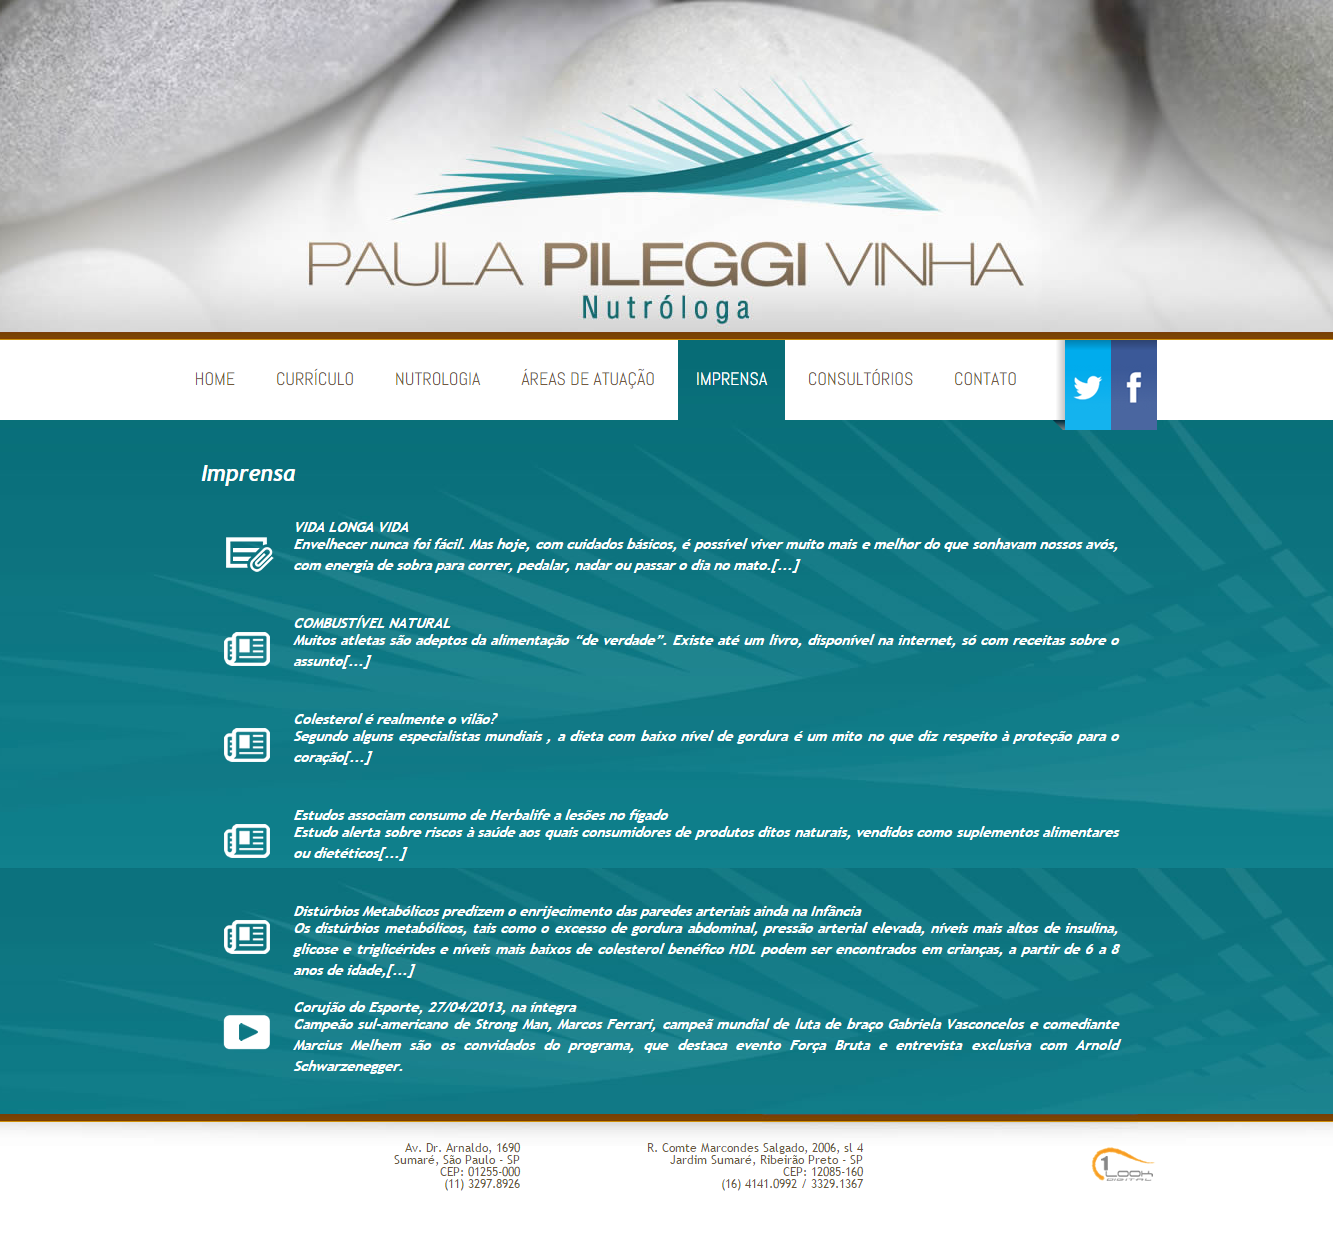 PAULA PILEGGI VINHA
Nutróloga
HOME CURRÍCULO NUTROLOGIA ÁREAS DE ATUAÇÃO IMPRENSA CONSULTÓRIOS CONTATO
Imprensa
VIDA LONGA VIDA
Envelhecer nunca foi fácil. Mas hoje, com cuidados básicos, é possível viver muito mais e melhor do que sonhavam nossos avós,
com energia de sobra para correr, pedalar, nadar ou passar o dia no mato.[...]
COMBUSTÍVEL NATURAL
Muitos atletas são adeptos da alimentação “de verdade”. Existe até um livro, disponível na internet, só com receitas sobre o
assunto[...]
Colesterol é realmente o vilão?
Segundo alguns especialistas mundiais , a dieta com baixo nível de gordura é um mito no que diz respeito à proteção para o
coração[...]
Estudos associam consumo de Herbalife a lesões no fígado
Estudo alerta sobre riscos à saúde aos quais consumidores de produtos ditos naturais, vendidos como suplementos alimentares
ou dietéticos[...]
Distúrbios Metabólicos predizem o enrijecimento das paredes arteriais ainda na Infância
Os distúrbios metabólicos, tais como o excesso de gordura abdominal, pressão arterial elevada, níveis mais altos de insulina,
glicose e triglicérides e níveis mais baixos de colesterol benéfico HDL podem ser encontrados em crianças, a partir de 6 a 8
anos de idade,[...]
Corujão do Esporte, 27/04/2013, na íntegra
Campeão sul-americano de Strong Man, Marcos Ferrari, campeã mundial de luta de braço Gabriela Vasconcelos e comediante
Marcius Melhem são os convidados do programa, que destaca evento Força Bruta e entrevista exclusiva com Arnold
Schwarzenegger.
Av. Dr. Arnaldo, 1690
Sumaré, São Paulo - SP
CEP: 01255-000
(11) 3297.8926
R. Comte Marcondes Salgado, 2006, sl 4
Jardim Sumaré, Ribeirão Preto - SP
CEP: 12085-160
(16) 4141.0992 / 3329.1367
1 LOOK
DIGITAL